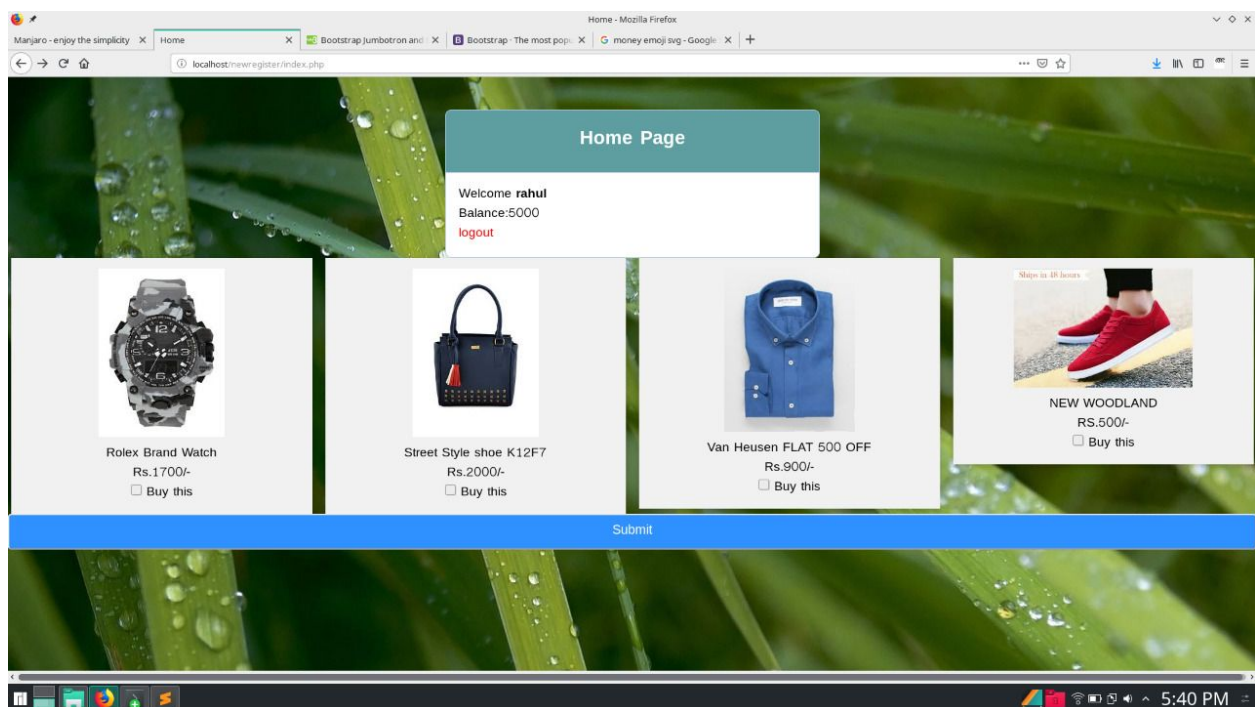 Home - Mozilla Firefox
Manjaro - enjoy the simplicity
Home
Bootstrap Jumbotron and
Bootstrap · The most popu
money emoji svg - Google
localhost/newregister/index.php
Home Page
Welcome rahul
Balance:5000
logout
Rolex Brand Watch
Rs.1700/-
Buy this
Street Style shoe K12F7
Rs.2000/-
Buy this
Van Heusen FLAT 500 OFF
Rs.900/-
Buy this
Ships in 48 hours
NEW WOODLAND
RS.500/-
Buy this
Submit
5:40 PM